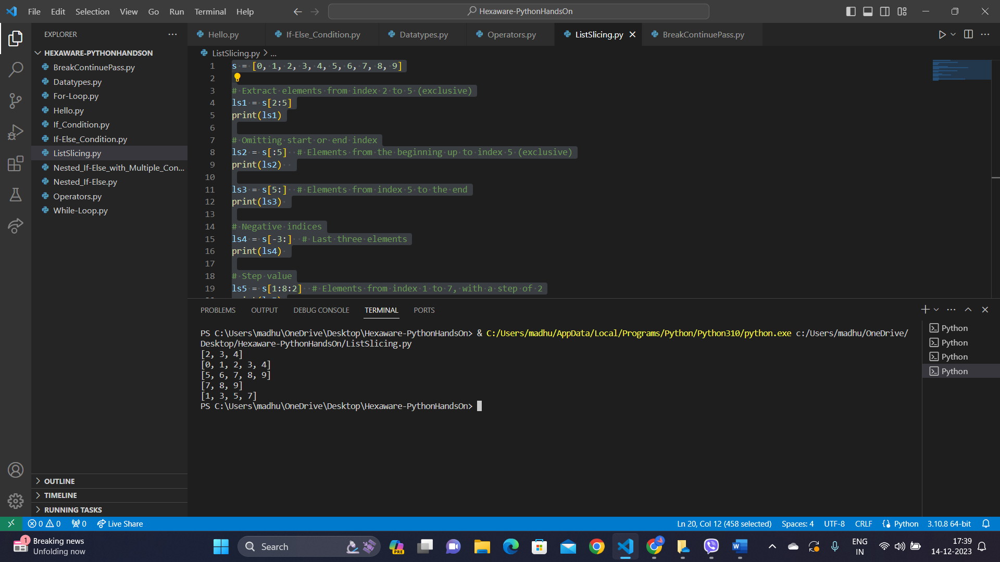 File Edit Selection View Go Run Terminal Help
Hexaware-PythonHandsOn
EXPLORER
HEXAWARE-PYTHONHANDSON
BreakContinuePass.py
Datatypes.py
For-Loop.py
Hello.py
If_Condition.py
If-Else_Condition.py
ListSlicing.py
Nested_If-Else_with_Multiple_Con...
Nested_If-Else.py
Operators.py
While-Loop.py
OUTLINE
TIMELINE
RUNNING TASKS
Hello.py If-Else_Condition.py Datatypes.py Operators.py ListSlicing.py BreakContinuePass.py
ListSlicing.py > ...
1 s = [0, 1, 2, 3, 4, 5, 6, 7, 8, 9]
2
3 # Extract elements from index 2 to 5 (exclusive)
4 ls1 = s[2:5]
5 print(ls1)
6
7 # Omitting start or end index
8 ls2 = s[:5]  # Elements from the beginning up to index 5 (exclusive)
9 print(ls2)
10
11 ls3 = s[5:]  # Elements from index 5 to the end
12 print(ls3)
13
14 # Negative indices
15 ls4 = s[-3:]  # Last three elements
16 print(ls4)
17
18 # Step value
19 ls5 = s[1:8:2]  # Elements from index 1 to 7, with a step of 2
PROBLEMS OUTPUT DEBUG CONSOLE TERMINAL PORTS
PS C:\Users\madhu\OneDrive\Desktop\Hexaware-PythonHandsOn> & C:/Users/madhu/AppData/Local/Programs/Python/Python310/python.exe c:/Users/madhu/OneDrive/
Desktop/Hexaware-PythonHandsOn/ListSlicing.py
[2, 3, 4]
[0, 1, 2, 3, 4]
[5, 6, 7, 8, 9]
[7, 8, 9]
[1, 3, 5, 7]
PS C:\Users\madhu\OneDrive\Desktop\Hexaware-PythonHandsOn>
Python
Python
Python
Python
0 0 0 Live Share
Ln 20, Col 12 (458 selected) Spaces: 4 UTF-8 CRLF Python 3.10.8 64-bit
1
Breaking news
Unfolding now
Search
PRE
ENG
IN
17:39
14-12-2023